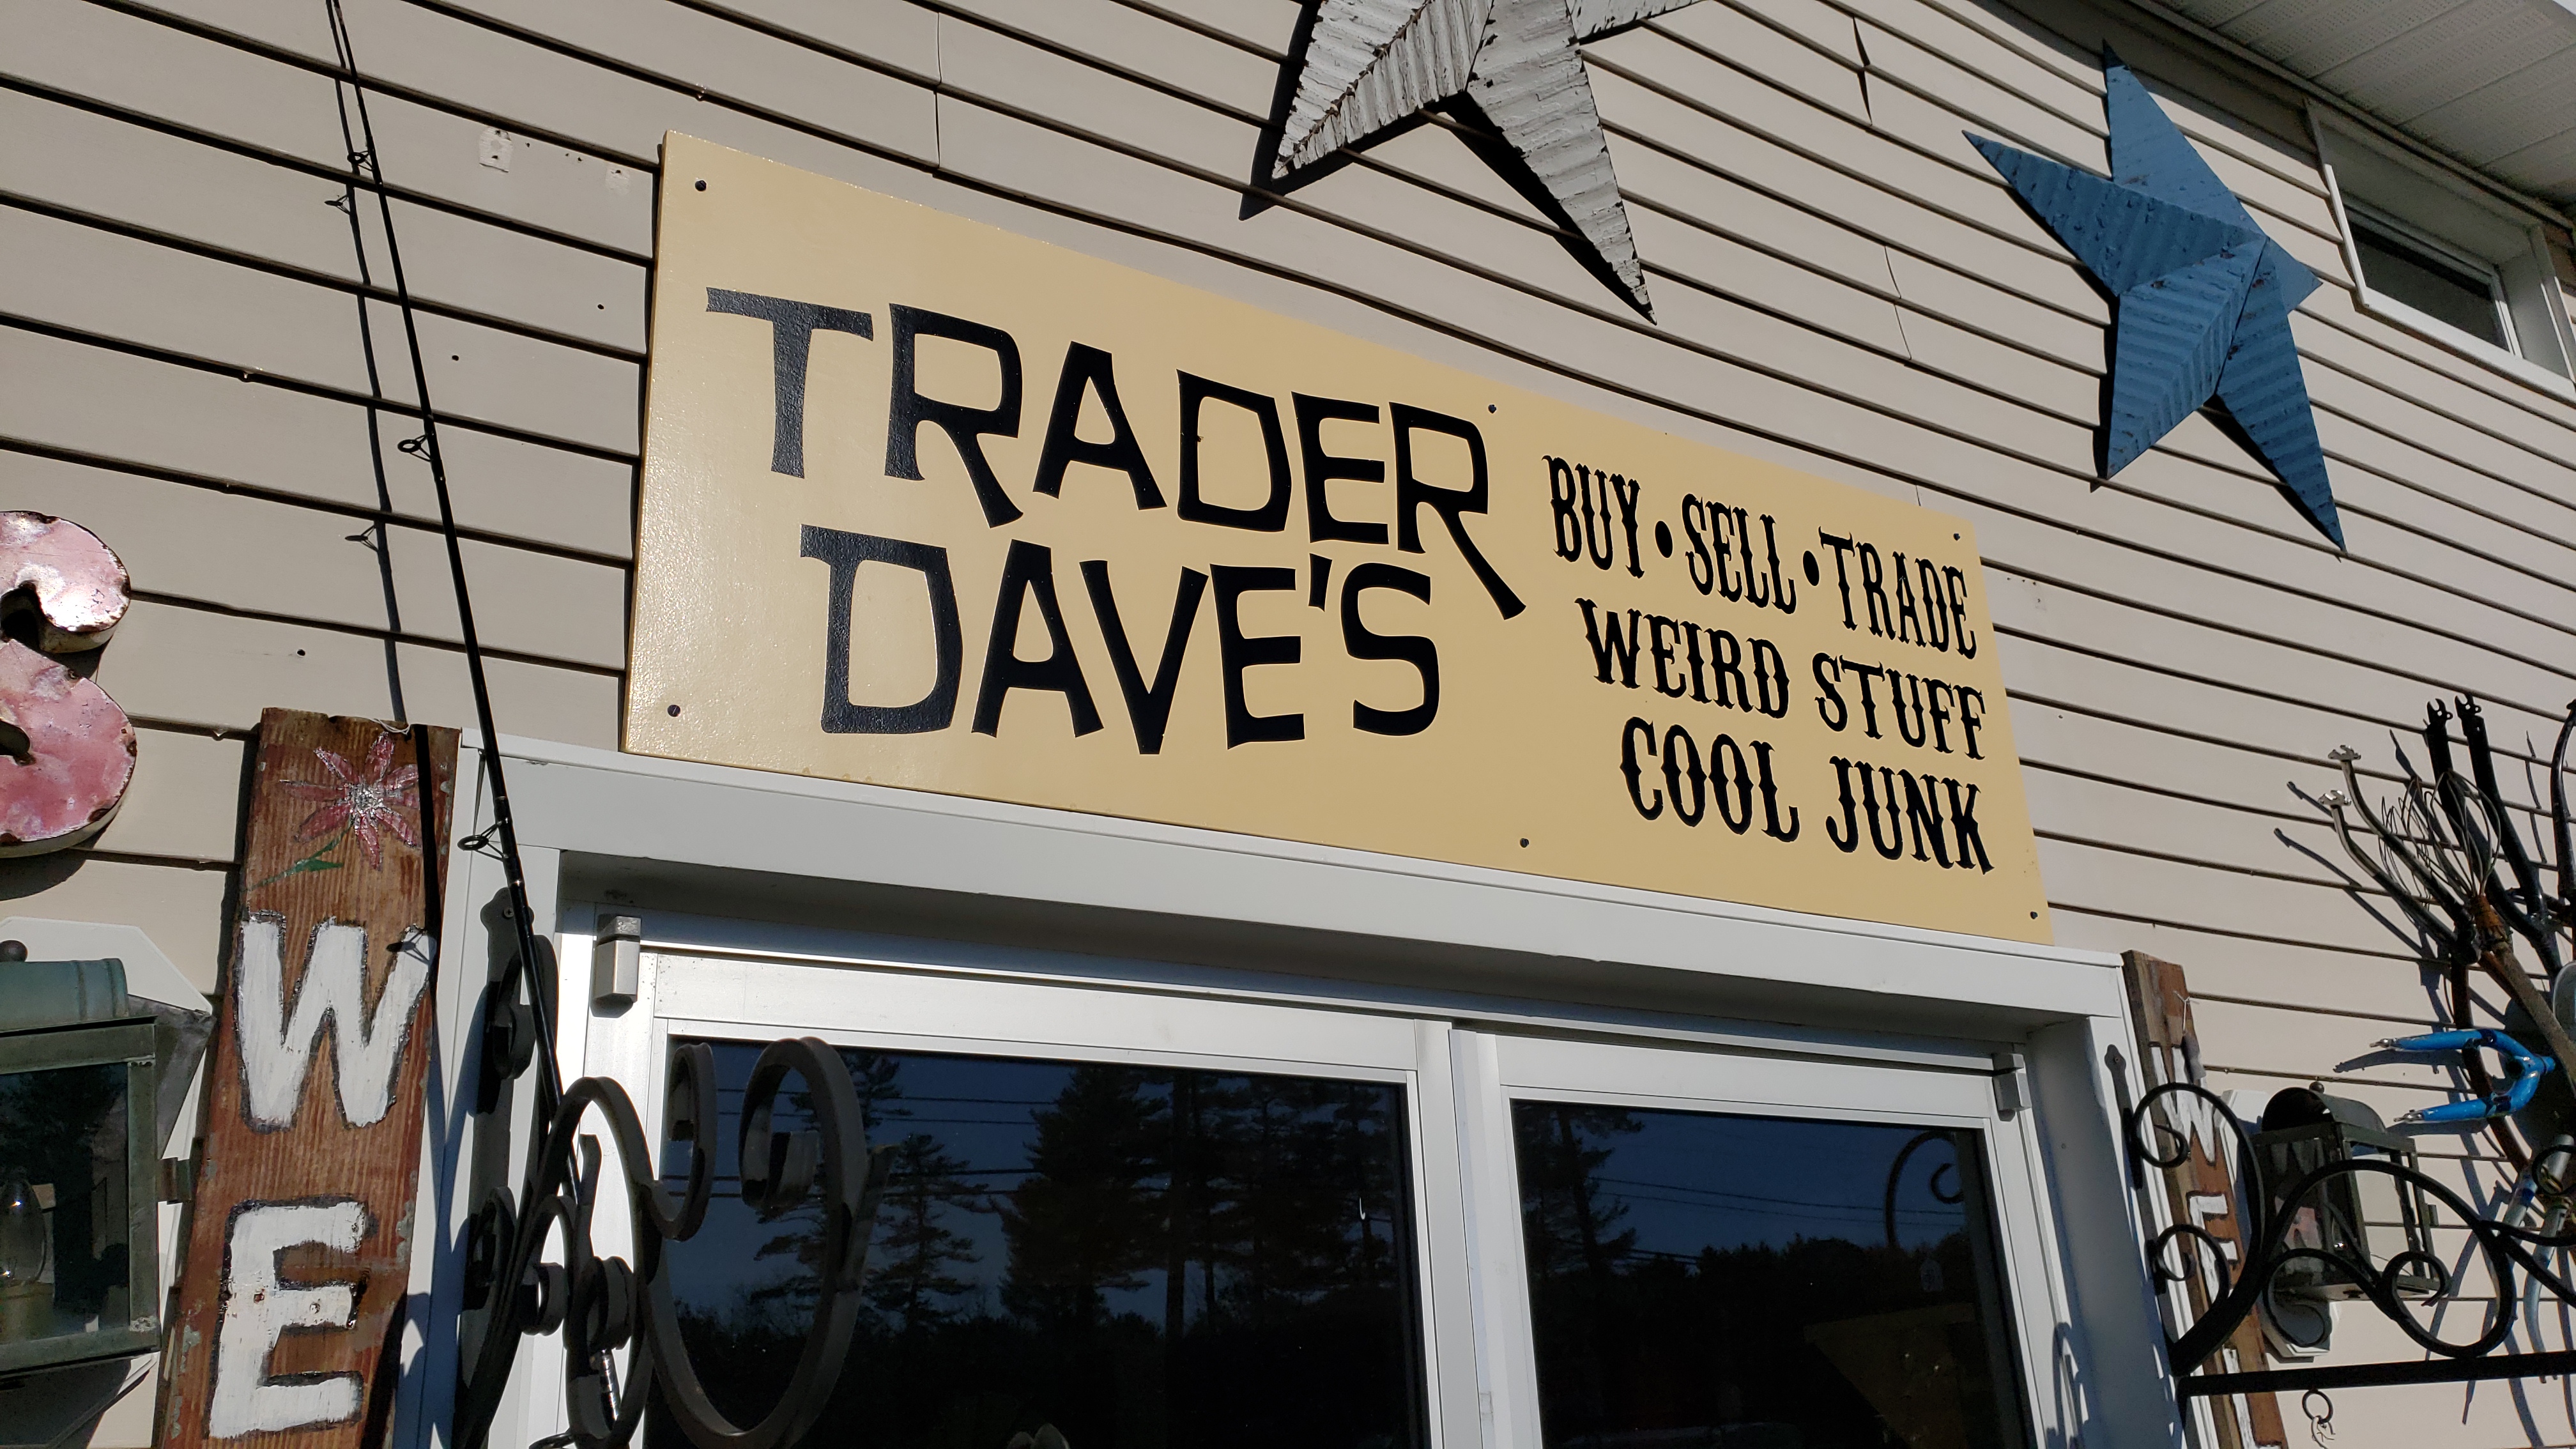 TRADER
DAVE'S
BUY • SELL • TRADE
WEIRD STUFF
COOL JUNK
S
W
E
W
E